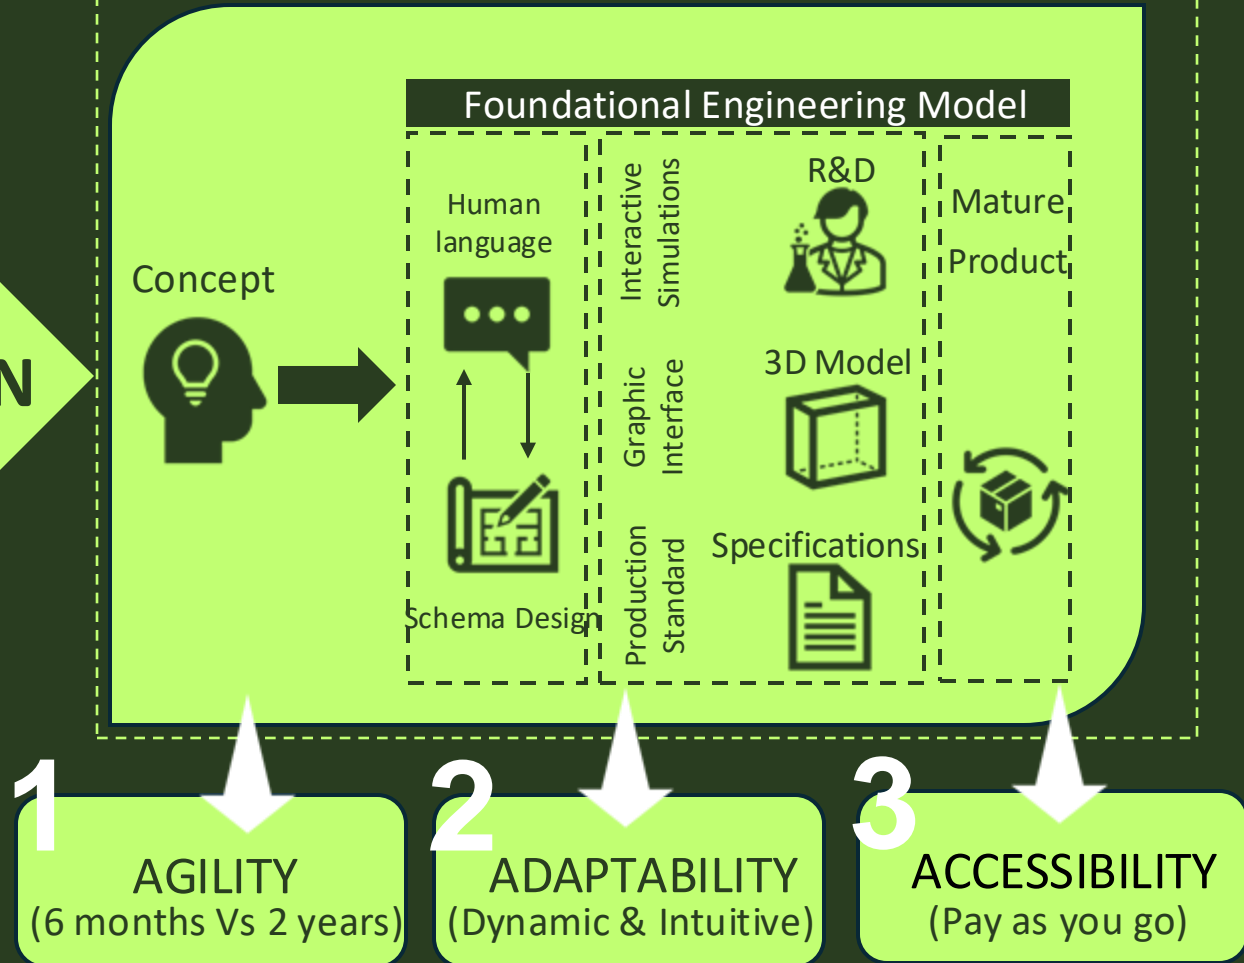 Foundational Engineering Model
Concept
Human
language
Schema Design
Interactive
Simulations
Graphic
Interface
Production
Standard
R&D
3D Model
Specifications
Mature
Product
N
1
AGILITY
(6 months Vs 2 years)
2
ADAPTABILITY
(Dynamic & Intuitive)
3
ACCESSIBILITY
(Pay as you go)